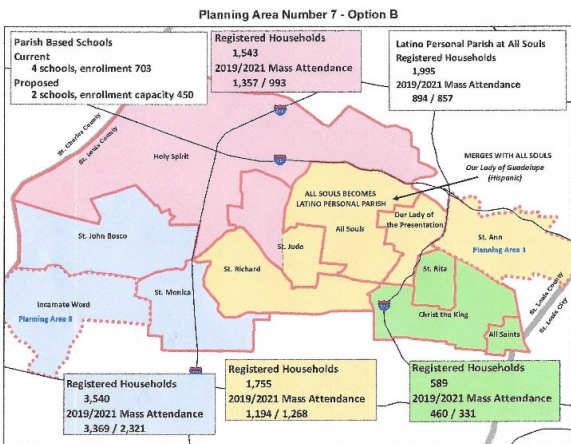 Planning Area Number 7 - Option B
Parish Based Schools
Current
4 schools, enrollment 703
Proposed
2 schools, enrollment capacity 450
Registered Households
1,543
2019/2021 Mass Attendance
1,357 / 993
Latino Personal Parish at All Souls
Registered Households
1,995
2019/2021 Mass Attendance
894 / 857
St. Charles County
St. Louis County
Holy Spirit
MERGES WITH ALL SOULS
Our Lady of Guadalupe
(Hispanic)
ALL SOULS BECOMES
LATINO PERSONAL PARISH
Our Lady of
the Presentation
All Souls
St. John Bosco
St. Jude
St. Ann
Planning Area 1
St. Richard
St. Rita
St. Monica
Incarnate Word
Planning Area 8
Christ the King
All Saints
St. Louis County
St. Louis City
Registered Households
3,540
2019/2021 Mass Attendance
3,369 / 2,321
Registered Households
1,755
2019/2021 Mass Attendance
1,194 / 1,268
Registered Households
589
2019/2021 Mass Attendance
460 / 331